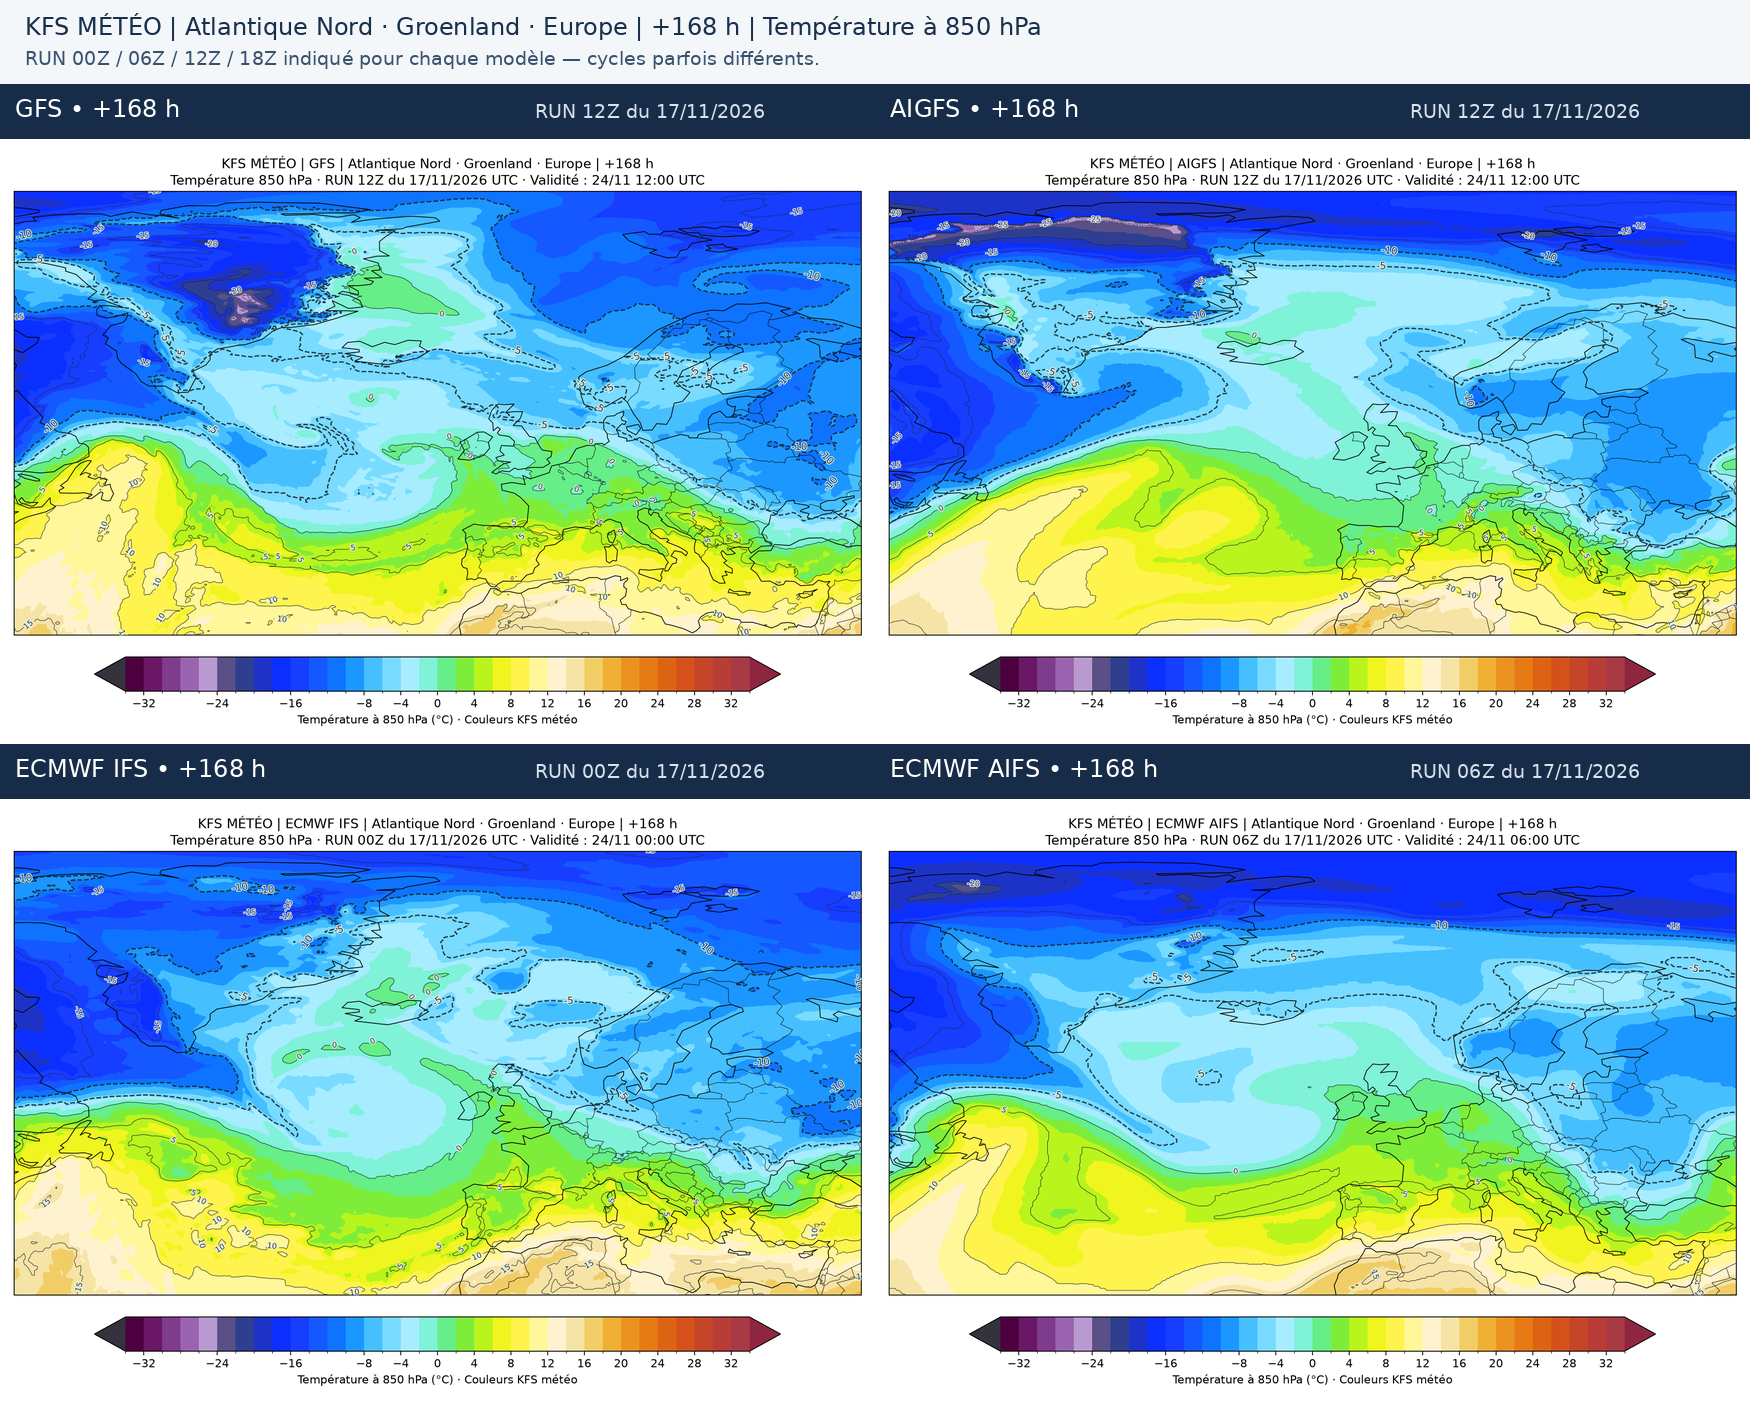 KFS MÉTÉO | Atlantique Nord · Groenland · Europe | +168 h | Température à 850 hPa
RUN 00Z / 06Z / 12Z / 18Z indiqué pour chaque modèle — cycles parfois différents.
GFS • +168 h
RUN 12Z du 17/11/2026
AIGFS • +168 h
RUN 12Z du 17/11/2026
KFS MÉTÉO | GFS | Atlantique Nord · Groenland · Europe | +168 h
Température 850 hPa · RUN 12Z du 17/11/2026 UTC · Validité : 24/11 12:00 UTC
KFS MÉTÉO | AIGFS | Atlantique Nord · Groenland · Europe | +168 h
Température 850 hPa · RUN 12Z du 17/11/2026 UTC · Validité : 24/11 12:00 UTC
−32 −24 −16 −8 −4 0 4 8 12 16 20 24 28 32
Température à 850 hPa (°C) · Couleurs KFS météo
−32 −24 −16 −8 −4 0 4 8 12 16 20 24 28 32
Température à 850 hPa (°C) · Couleurs KFS météo
ECMWF IFS • +168 h
RUN 00Z du 17/11/2026
ECMWF AIFS • +168 h
RUN 06Z du 17/11/2026
KFS MÉTÉO | ECMWF IFS | Atlantique Nord · Groenland · Europe | +168 h
Température 850 hPa · RUN 00Z du 17/11/2026 UTC · Validité : 24/11 00:00 UTC
KFS MÉTÉO | ECMWF AIFS | Atlantique Nord · Groenland · Europe | +168 h
Température 850 hPa · RUN 06Z du 17/11/2026 UTC · Validité : 24/11 06:00 UTC
−32 −24 −16 −8 −4 0 4 8 12 16 20 24 28 32
Température à 850 hPa (°C) · Couleurs KFS météo
−32 −24 −16 −8 −4 0 4 8 12 16 20 24 28 32
Température à 850 hPa (°C) · Couleurs KFS météo